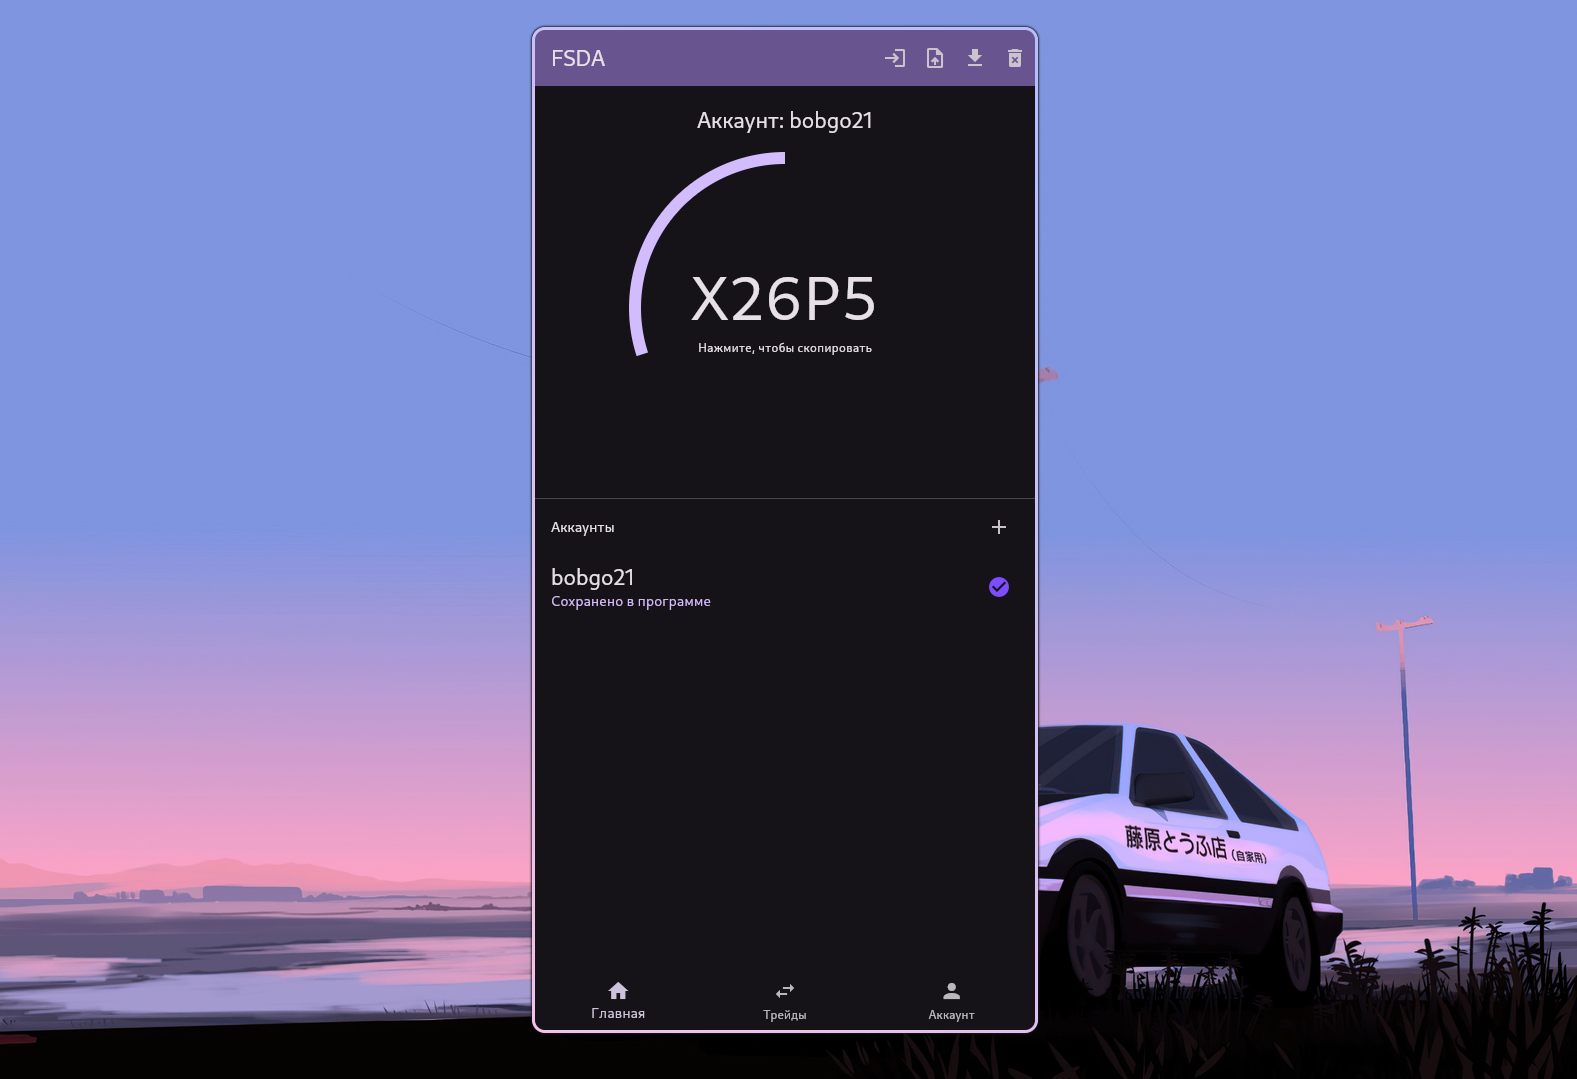 FSDA
Аккаунт: bobgo21
X26P5
Нажмите, чтобы скопировать
Аккаунты
bobgo21
Сохранено в программе
藤原とうふ店 (自家用)
Главная
Трейды
Аккаунт